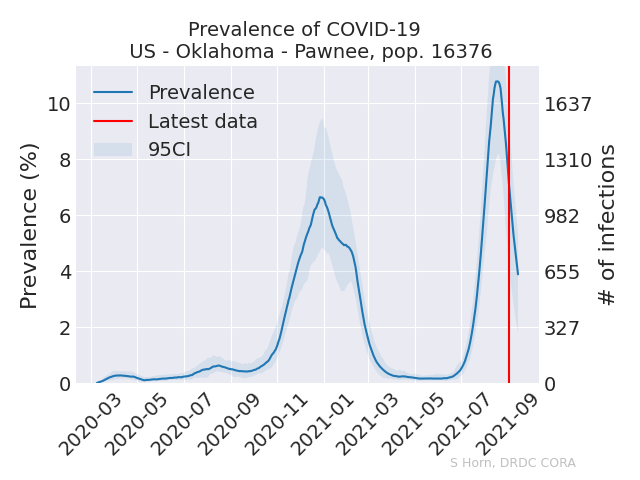 Prevalence of COVID-19
US - Oklahoma - Pawnee, pop. 16376
Prevalence
Latest data
95CI
Prevalence (%)
10
8
6
4
2
0
# of infections
1637
1310
982
655
327
0
2020-03
2020-05
2020-07
2020-09
2020-11
2021-01
2021-03
2021-05
2021-07
2021-09
S Horn, DRDC CORA